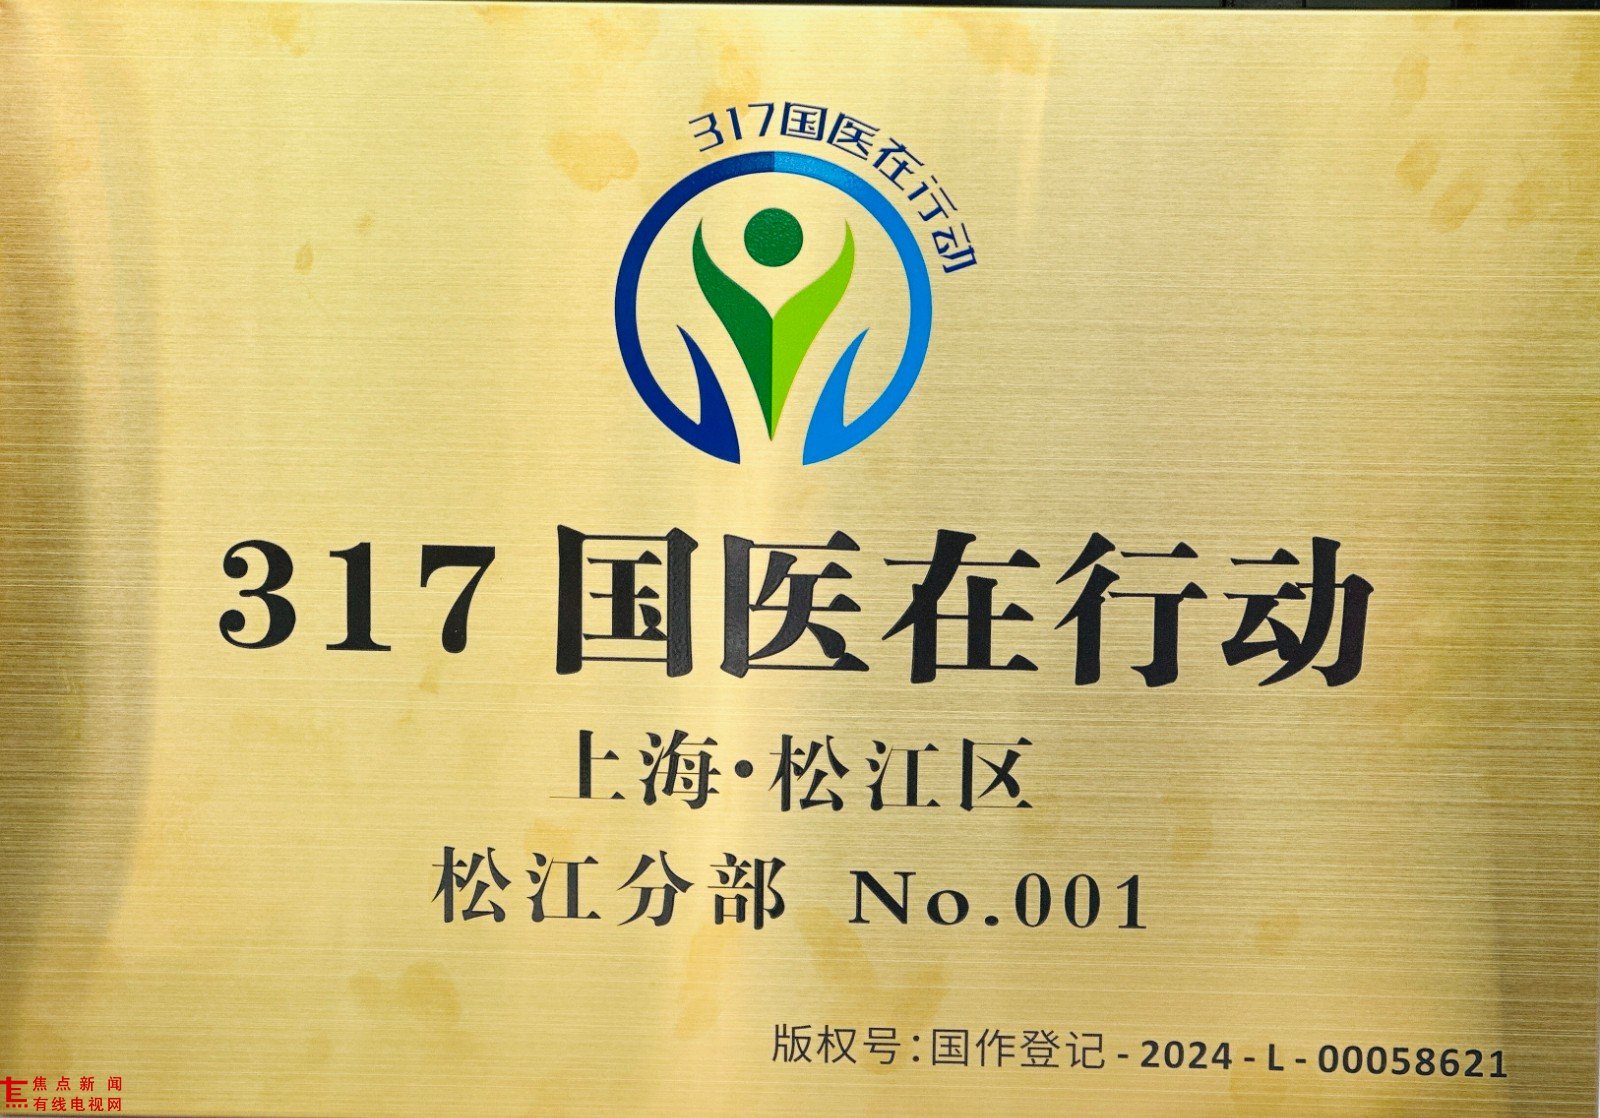 317国医在行动
317国医在行动
上海·松江区
松江分部 No.001
版权号:国作登记-2024-L-00058621
焦点新闻
有线电视网